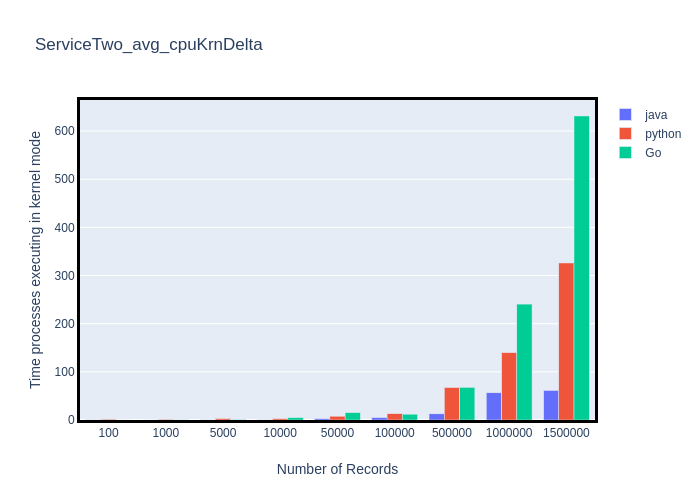 ServiceTwo_avg_cpuKrnDelta
java
python
Go
Time processes executing in kernel mode
600
500
400
300
200
100
0
100 1000 5000 10000 50000 100000 500000 1000000 1500000
Number of Records